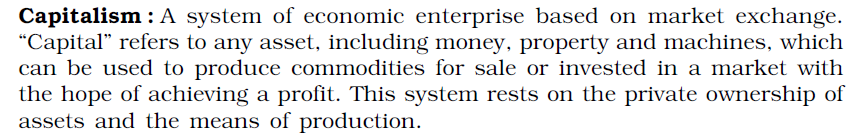 Capitalism : A system of economic enterprise based on market exchange.
“Capital” refers to any asset, including money, property and machines, which
can be used to produce commodities for sale or invested in a market with
the hope of achieving a profit. This system rests on the private ownership of
assets and the means of production.